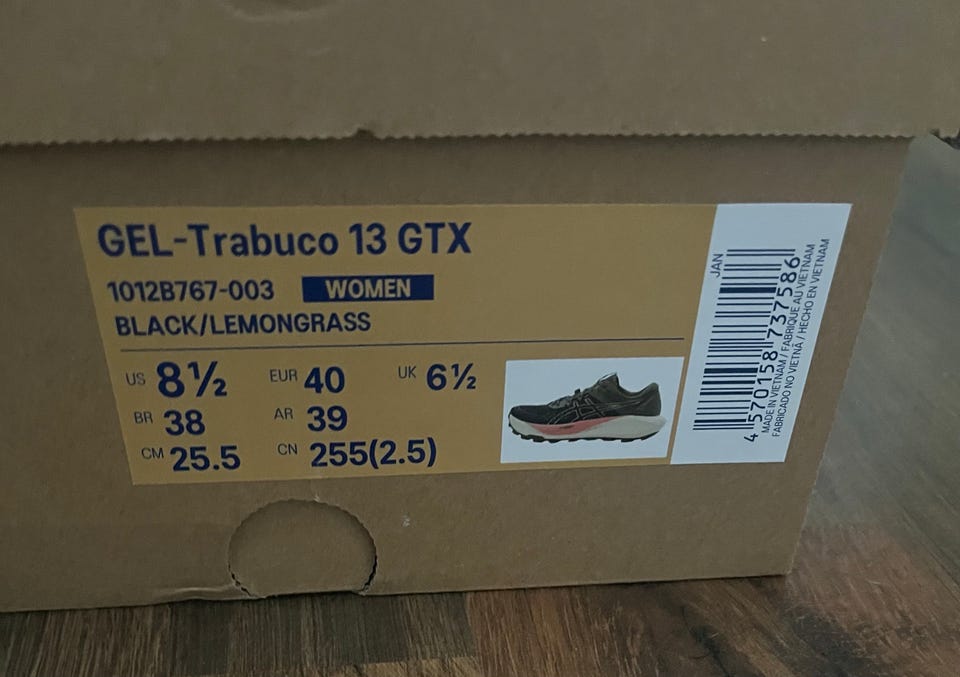 GEL-Trabuco 13 GTX
1012B767-003 WOMEN
BLACK/LEMONGRASS
US 8½ EUR 40 UK 6½
BR 38 AR 39
CM 25.5 CN 255(2.5)
JAN
4 570158 737586
MADE IN VIETNAM / FABRIQUE AU VIETNAM
FABRICADO NO VIETNÃ / HECHO EN VIETNAM